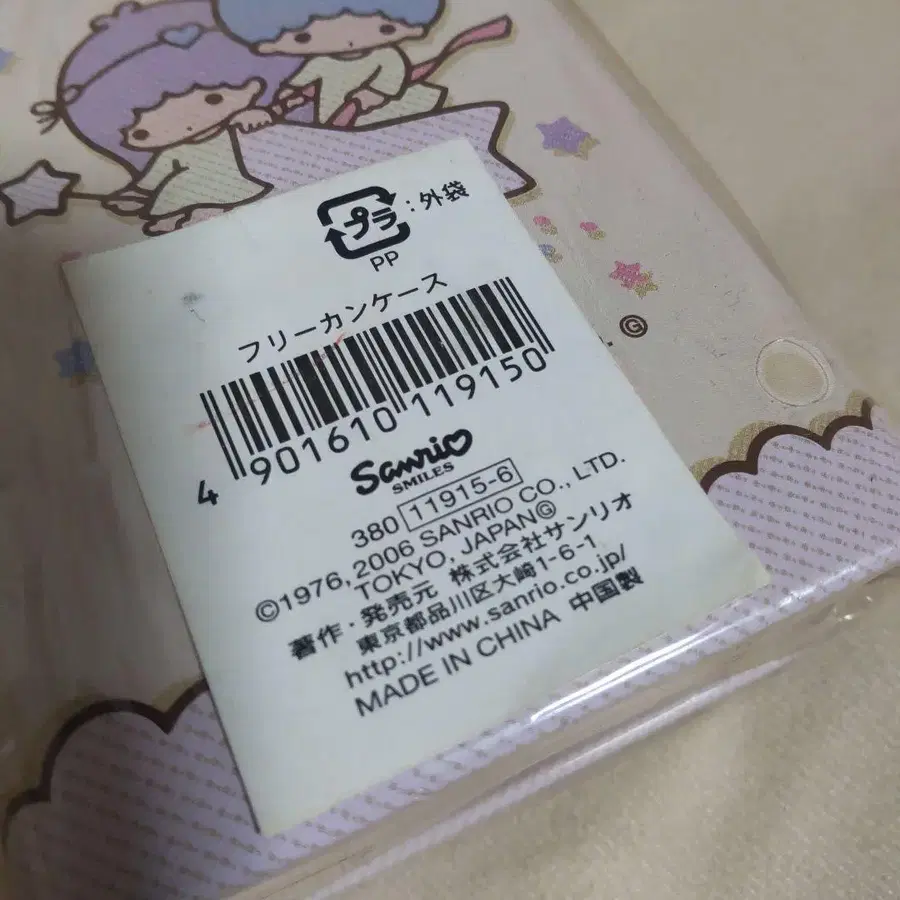 プラ : 外袋
PP
フリーカンケース
4 901610 119150
Sanrio
SMILES
380 11915-6
©1976, 2006 SANRIO CO., LTD.
TOKYO, JAPAN Ⓖ
著作・発売元 株式会社サンリオ
東京都品川区大崎1-6-1
http://www.sanrio.co.jp/
MADE IN CHINA 中国製
. Ⓖ